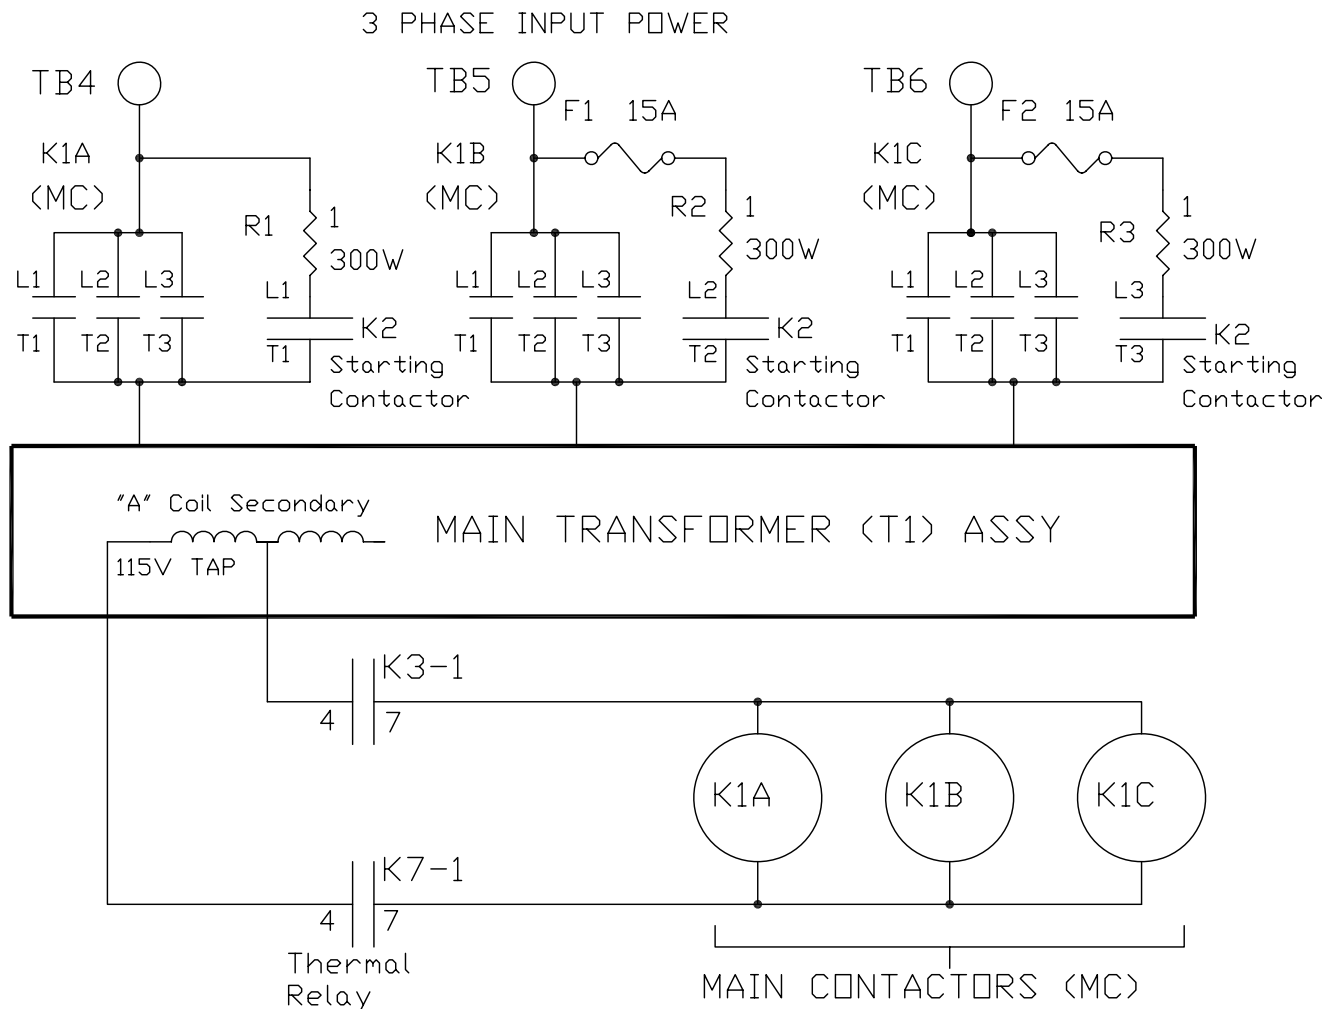 3 PHASE INPUT POWER
TB4
TB5
TB6
F1 15A
F2 15A
K1A
(MC)
K1B
(MC)
K1C
(MC)
R1
1
300W
R2
1
300W
R3
1
300W
L1 L2 L3
L1
L1 L2 L3
L2
L1 L2 L3
L3
T1 T2 T3
T1
K2
Starting
Contactor
T1 T2 T3
T2
K2
Starting
Contactor
T1 T2 T3
T3
K2
Starting
Contactor
"A" Coil Secondary
115V TAP
MAIN TRANSFORMER (T1) ASSY
K3-1
4 7
K1A
K1B
K1C
K7-1
4 7
Thermal
Relay
MAIN CONTACTORS (MC)